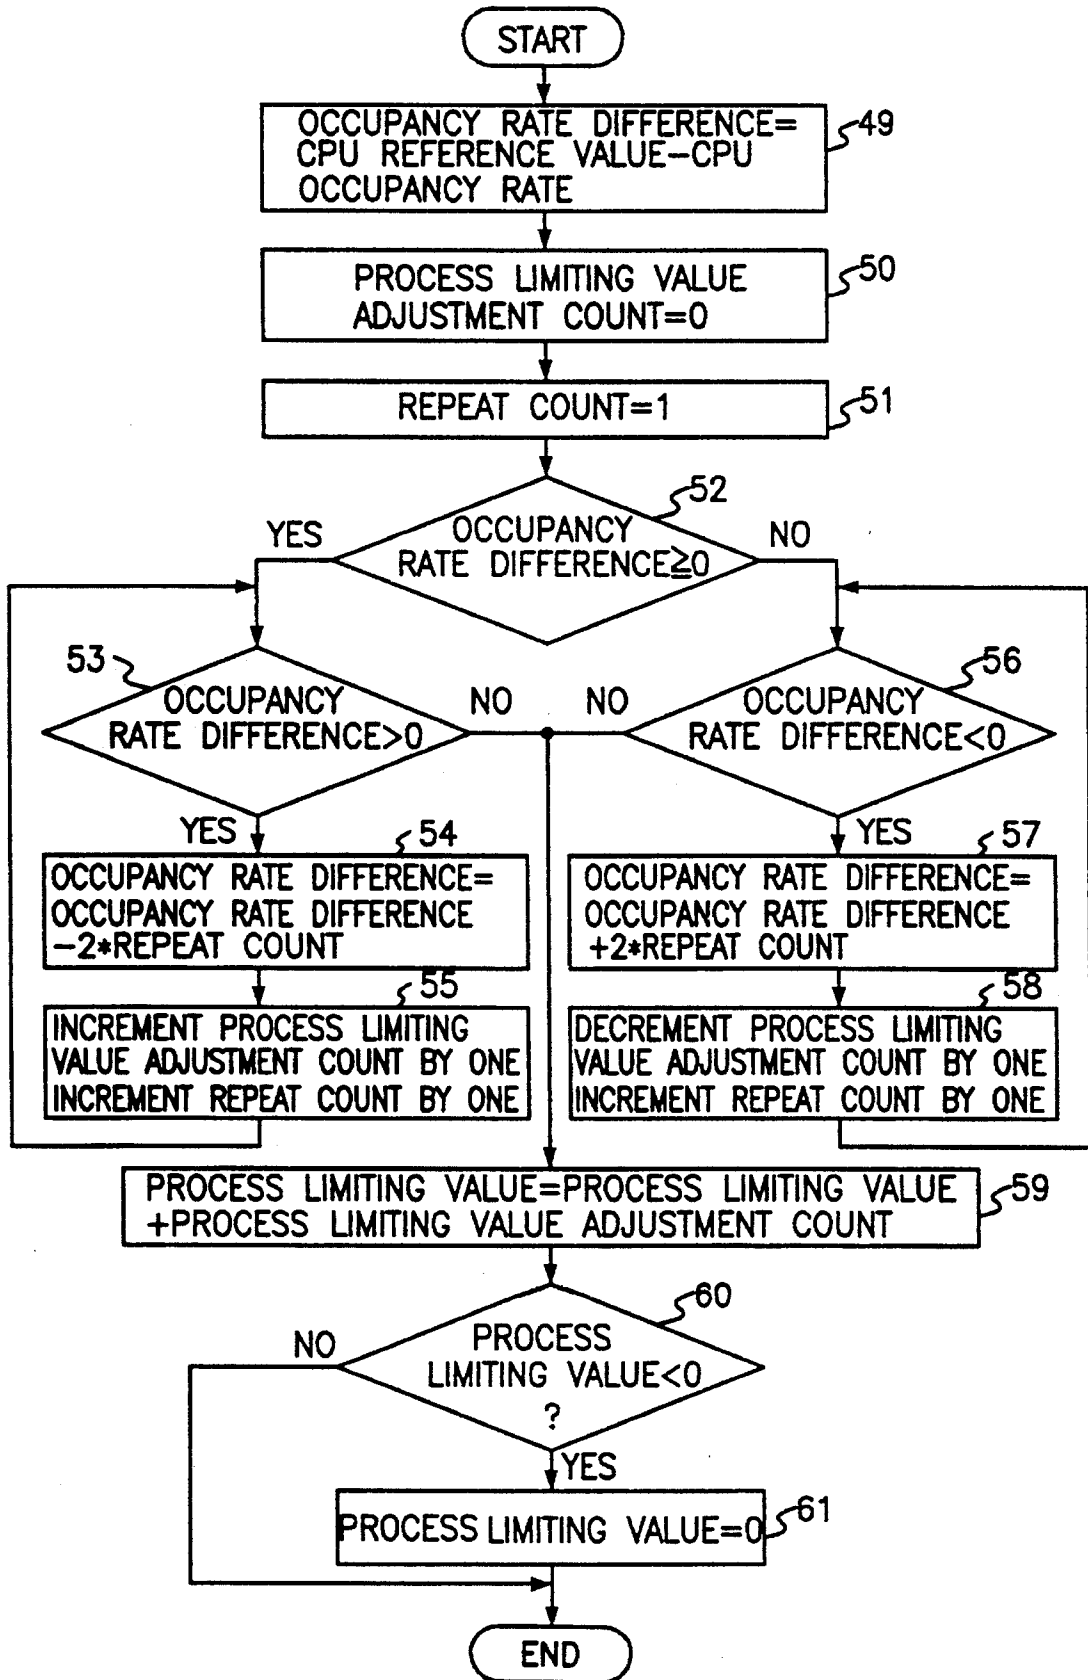 START
OCCUPANCY RATE DIFFERENCE=
CPU REFERENCE VALUE-CPU
OCCUPANCY RATE
49
PROCESS LIMITING VALUE
ADJUSTMENT COUNT=0
50
REPEAT COUNT=1
51
52
OCCUPANCY
RATE DIFFERENCE≧0
YES
NO
53
OCCUPANCY
RATE DIFFERENCE>0
NO
NO
56
OCCUPANCY
RATE DIFFERENCE<0
YES
54
OCCUPANCY RATE DIFFERENCE=
OCCUPANCY RATE DIFFERENCE
-2*REPEAT COUNT
YES
57
OCCUPANCY RATE DIFFERENCE=
OCCUPANCY RATE DIFFERENCE
+2*REPEAT COUNT
55
INCREMENT PROCESS LIMITING
VALUE ADJUSTMENT COUNT BY ONE
INCREMENT REPEAT COUNT BY ONE
58
DECREMENT PROCESS LIMITING
VALUE ADJUSTMENT COUNT BY ONE
INCREMENT REPEAT COUNT BY ONE
PROCESS LIMITING VALUE=PROCESS LIMITING VALUE
+PROCESS LIMITING VALUE ADJUSTMENT COUNT
59
60
NO
PROCESS
LIMITING VALUE<0
?
YES
PROCESS LIMITING VALUE=0
61
END